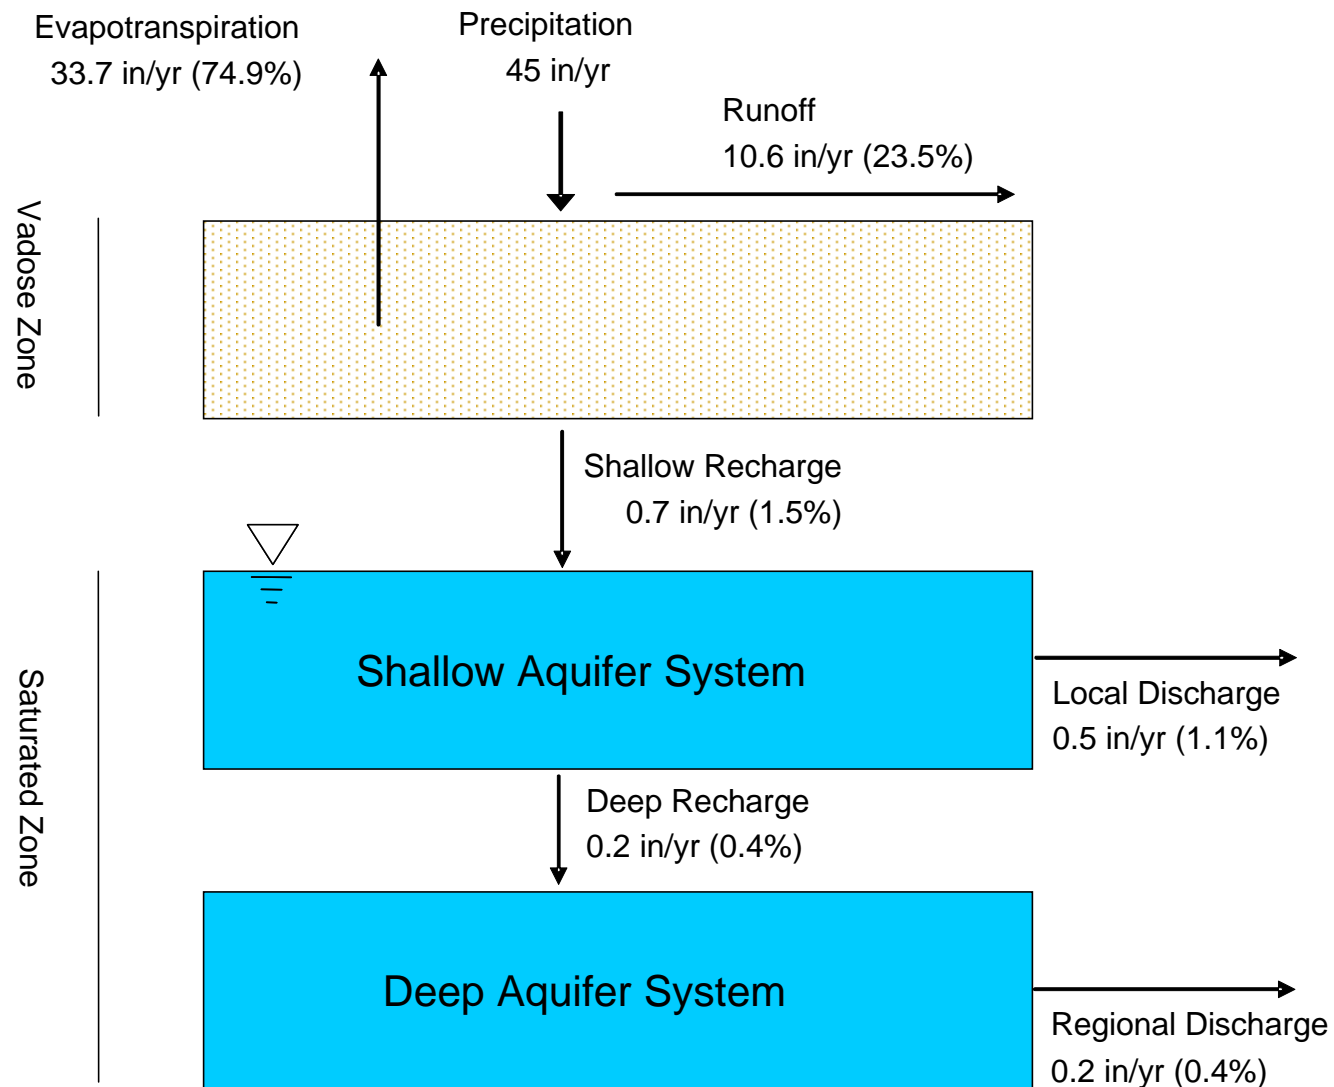 Evapotranspiration
33.7 in/yr (74.9%)
Precipitation
45 in/yr
Runoff
10.6 in/yr (23.5%)
Vadose Zone
Shallow Recharge
0.7 in/yr (1.5%)
Saturated Zone
Shallow Aquifer System
Local Discharge
0.5 in/yr (1.1%)
Deep Recharge
0.2 in/yr (0.4%)
Deep Aquifer System
Regional Discharge
0.2 in/yr (0.4%)